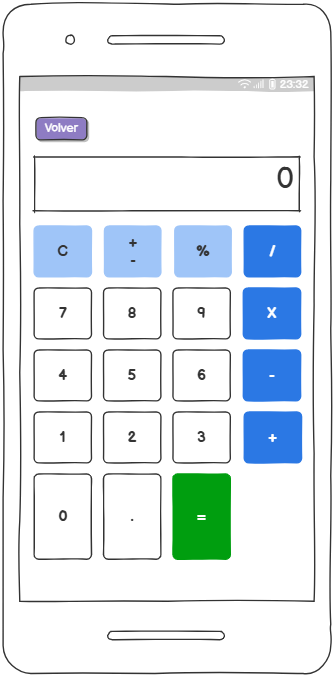 23:32
Volver
0
C + - % /
7 8 9 X
4 5 6 -
1 2 3 +
0 . =